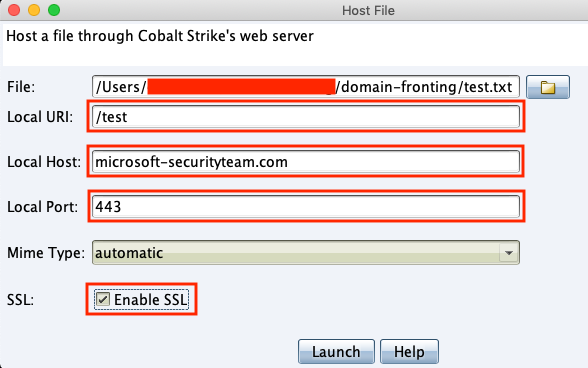 Host File
Host a file through Cobalt Strike's web server
File: /Users/ /domain-fronting/test.txt
Local URI: /test
Local Host: microsoft-securityteam.com
Local Port: 443
Mime Type: automatic
SSL: Enable SSL
Launch Help